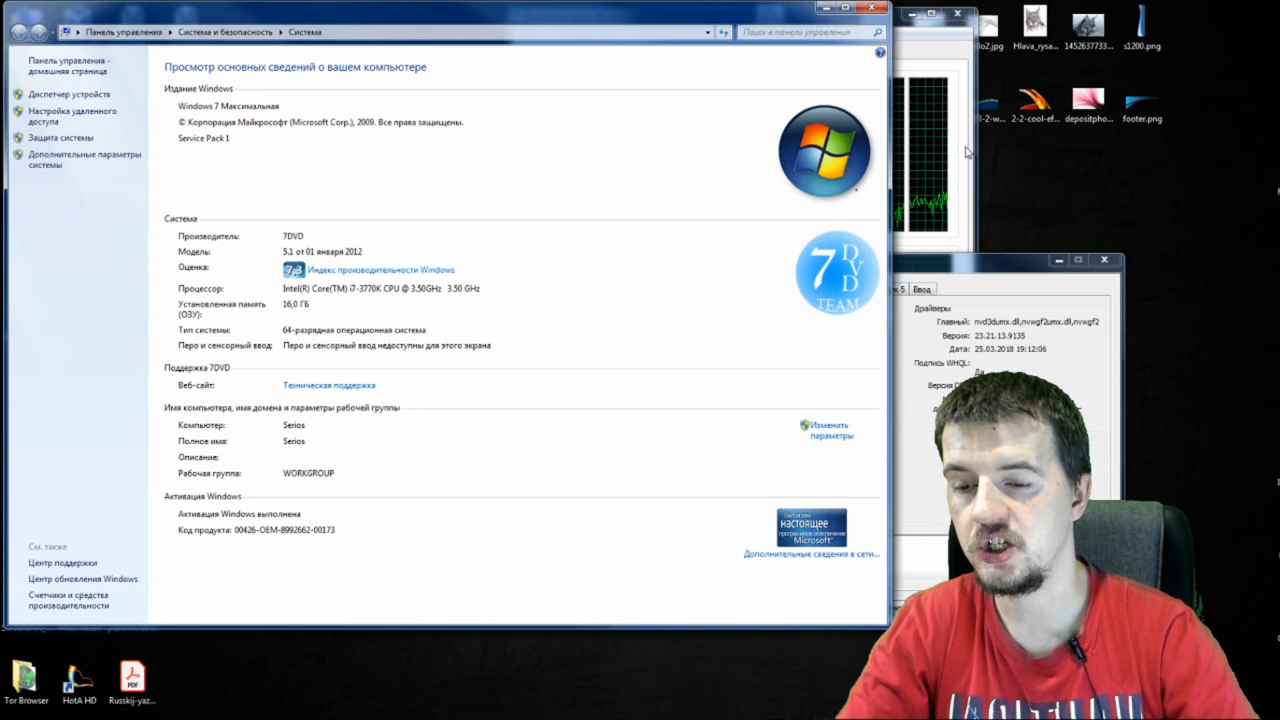 Панель управления
Система и безопасность
Система
Поиск в панели управления
Панель управления -
домашняя страница
Диспетчер устройств
Настройка удаленного
доступа
Защита системы
Дополнительные параметры
системы
Просмотр основных сведений о вашем компьютере
Издание Windows
Windows 7 Максимальная
© Корпорация Майкрософт (Microsoft Corp.), 2009. Все права защищены.
Service Pack 1
Система
Производитель: 7DVD
Модель: 5.1 от 01 января 2012
Оценка: 7,3 Индекс производительности Windows
Процессор: Intel(R) Core(TM) i7-3770K CPU @ 3.50GHz 3.50 GHz
Установленная память
(ОЗУ): 16,0 ГБ
Тип системы: 64-разрядная операционная система
Перо и сенсорный ввод: Перо и сенсорный ввод недоступны для этого экрана
7 DVD
TEAM
Поддержка 7DVD
Веб-сайт: Техническая поддержка
Имя компьютера, имя домена и параметры рабочей группы
Компьютер: Serios
Полное имя: Serios
Описание:
Рабочая группа: WORKGROUP
Изменить
параметры
Активация Windows
Активация Windows выполнена
Код продукта: 00426-OEM-8992662-00173
настоящее
программное обеспечение
Microsoft®
Дополнительные сведения в сети...
См. также
Центр поддержки
Центр обновления Windows
Счетчики и средства
производительности
Tor Browser
HotA HD
Russkij-yaz...
PDF
lo2.jpg
Hlava_rysa...
1452637733...
s1200.png
2-2-cool-ef...
depositpho...
footer.png
к 5
Ввод
Драйверы
Главный: nvd3dumx.dll,nvwgf2umx.dll,nvwgf2
Версия: 23.21.13.9135
Дата: 25.03.2018 19:12:06
Подпись WHQL: Да